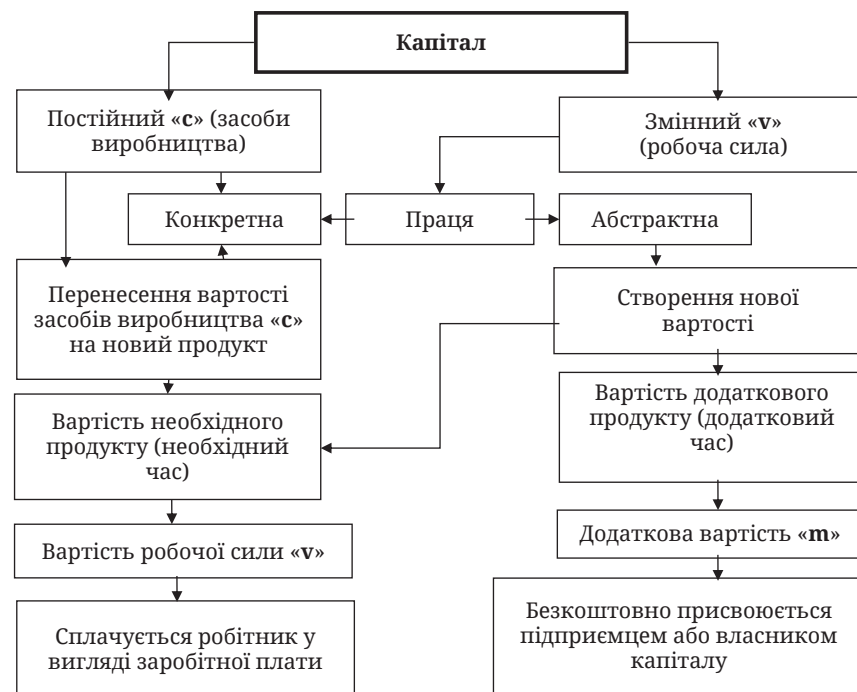 Капітал
Постійний «c» (засоби
виробництва)
Змінний «v»
(робоча сила)
Конкретна
Праця
Абстрактна
Перенесення вартості
засобів виробництва «c»
на новий продукт
Створення нової
вартості
Вартість необхідного
продукту (необхідний
час)
Вартість додаткового
продукту (додатковий
час)
Вартість робочої сили «v»
Додаткова вартість «m»
Сплачується робітник у
вигляді заробітної плати
Безкоштовно присвоюється
підприємцем або власником
капіталу